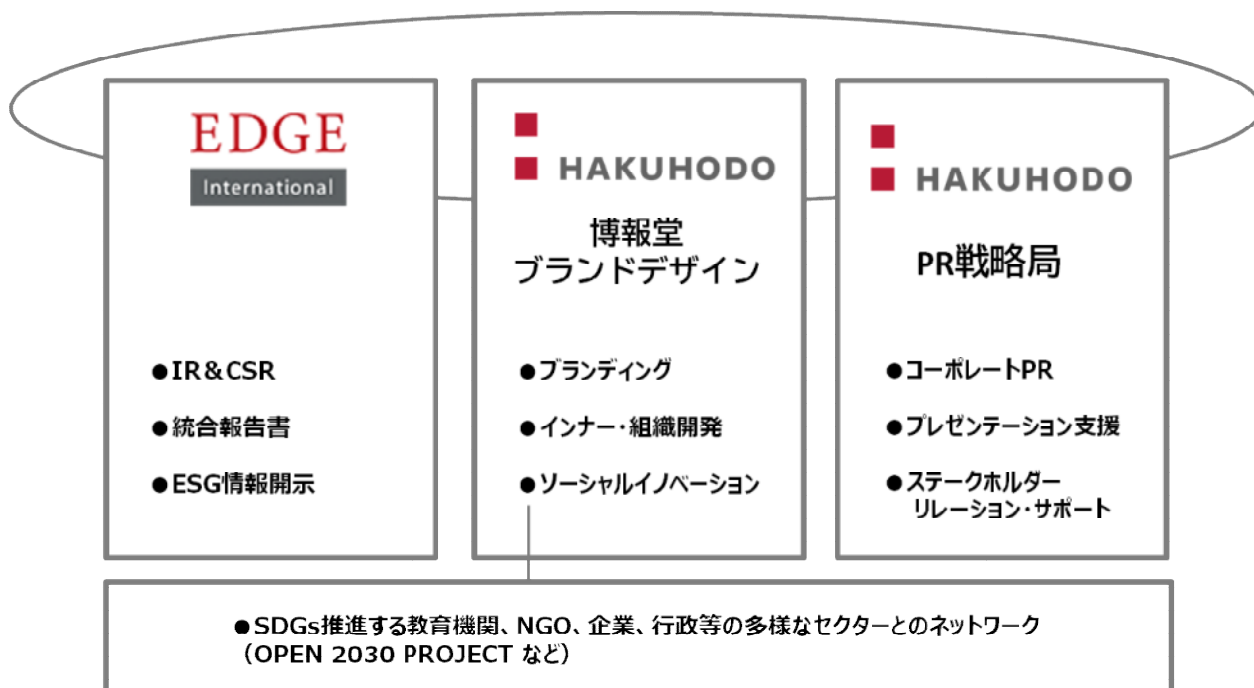 EDGE
International
●IR&CSR
●統合報告書
●ESG情報開示
HAKUHODO
博報堂
ブランドデザイン
●ブランディング
●インナー・組織開発
●ソーシャルイノベーション
HAKUHODO
PR戦略局
●コーポレートPR
●プレゼンテーション支援
●ステークホルダー
リレーション・サポート
●SDGs推進する教育機関、NGO、企業、行政等の多様なセクターとのネットワーク
（OPEN 2030 PROJECT など）